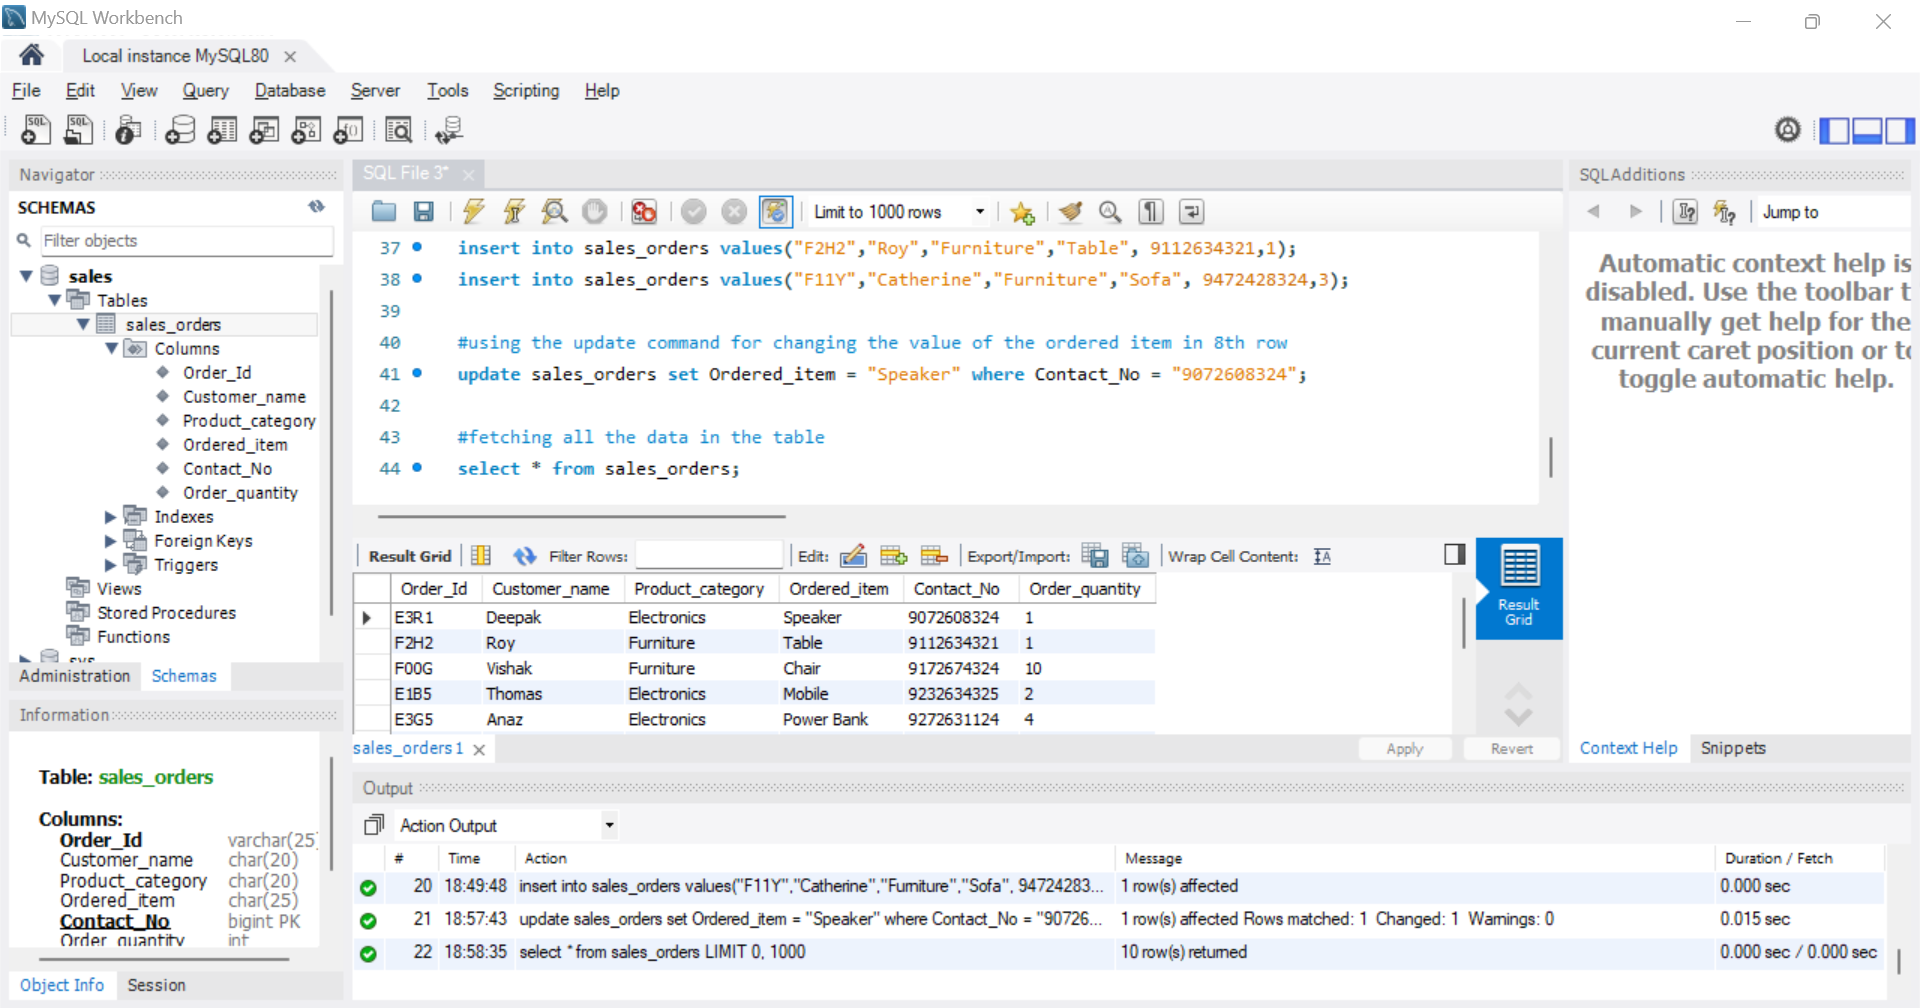 MySQL Workbench
Local instance MySQL80
File Edit View Query Database Server Tools Scripting Help
Navigator
SCHEMAS
Filter objects
sales
Tables
sales_orders
Columns
Order_Id
Customer_name
Product_category
Ordered_item
Contact_No
Order_quantity
Indexes
Foreign Keys
Triggers
Views
Stored Procedures
Functions
sys
Administration Schemas
Information
Table: sales_orders
Columns:
Order_Id varchar(25)
Customer_name char(20)
Product_category char(20)
Ordered_item char(25)
Contact_No bigint PK
Order_quantity int
Object Info Session
SQL File 3*
Limit to 1000 rows
37 insert into sales_orders values("F2H2","Roy","Furniture","Table", 9112634321,1);
38 insert into sales_orders values("F11Y","Catherine","Furniture","Sofa", 9472428324,3);
39
40 #using the update command for changing the value of the ordered item in 8th row
41 update sales_orders set Ordered_item = "Speaker" where Contact_No = "9072608324";
42
43 #fetching all the data in the table
44 select * from sales_orders;
Result Grid Filter Rows: Edit: Export/Import: Wrap Cell Content:
Order_Id Customer_name Product_category Ordered_item Contact_No Order_quantity
E3R1 Deepak Electronics Speaker 9072608324 1
F2H2 Roy Furniture Table 9112634321 1
F00G Vishak Furniture Chair 9172674324 10
E1B5 Thomas Electronics Mobile 9232634325 2
E3G5 Anaz Electronics Power Bank 9272631124 4
Result
Grid
sales_orders1 Apply Revert
SQLAdditions
Jump to
Automatic context help is
disabled. Use the toolbar t
manually get help for the
current caret position or to
toggle automatic help.
Context Help Snippets
Output
Action Output
# Time Action Message Duration / Fetch
20 18:49:48 insert into sales_orders values("F11Y","Catherine","Furniture","Sofa", 94724283... 1 row(s) affected 0.000 sec
21 18:57:43 update sales_orders set Ordered_item = "Speaker" where Contact_No = "90726... 1 row(s) affected Rows matched: 1 Changed: 1 Warnings: 0 0.015 sec
22 18:58:35 select * from sales_orders LIMIT 0, 1000 10 row(s) returned 0.000 sec / 0.000 sec